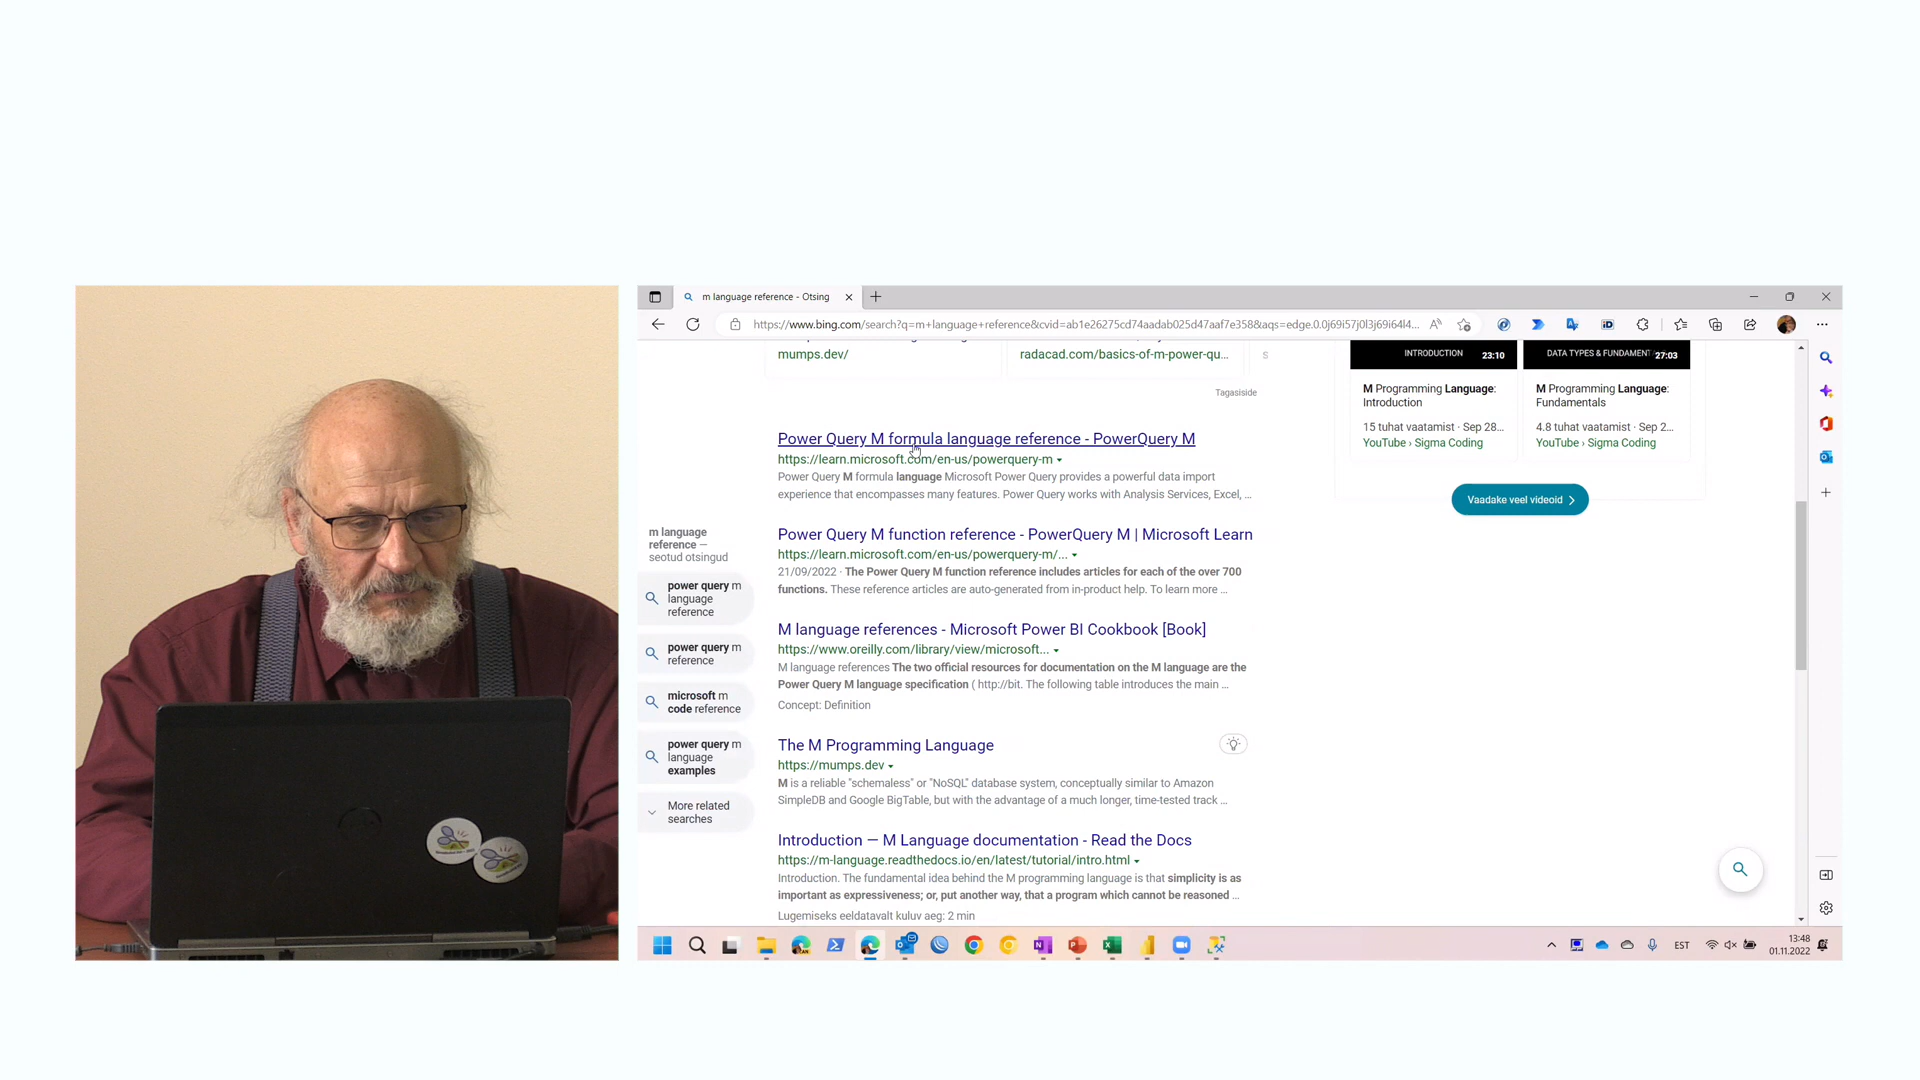 m language reference - Otsing
https://www.bing.com/search?q=m+language+reference&cvid=ab1e26275cd74aadab025d47aaf7e358&aqs=edge.0.0j69i57j0l3j69i64l4...
mumps.dev/
radacad.com/basics-of-m-power-qu...
s
Tagasiside
INTRODUCTION 23:10
DATA TYPES & FUNDAMENT 27:03
M Programming Language:
Introduction
15 tuhat vaatamist · Sep 28...
YouTube › Sigma Coding
M Programming Language:
Fundamentals
4.8 tuhat vaatamist · Sep 2...
YouTube › Sigma Coding
Vaadake veel videoid
m language
reference —
seotud otsingud
power query m
language
reference
power query m
reference
microsoft m
code reference
power query m
language
examples
More related
searches
Power Query M formula language reference - PowerQuery M
https://learn.microsoft.com/en-us/powerquery-m
Power Query M formula language Microsoft Power Query provides a powerful data import
experience that encompasses many features. Power Query works with Analysis Services, Excel, ...
Power Query M function reference - PowerQuery M | Microsoft Learn
https://learn.microsoft.com/en-us/powerquery-m/...
21/09/2022 · The Power Query M function reference includes articles for each of the over 700
functions. These reference articles are auto-generated from in-product help. To learn more ...
M language references - Microsoft Power BI Cookbook [Book]
https://www.oreilly.com/library/view/microsoft...
M language references The two official resources for documentation on the M language are the
Power Query M language specification ( http://bit. The following table introduces the main ...
Concept: Definition
The M Programming Language
https://mumps.dev
M is a reliable "schemaless" or "NoSQL" database system, conceptually similar to Amazon
SimpleDB and Google BigTable, but with the advantage of a much longer, time-tested track ...
Introduction — M Language documentation - Read the Docs
https://m-language.readthedocs.io/en/latest/tutorial/intro.html
Introduction. The fundamental idea behind the M programming language is that simplicity is as
important as expressiveness; or, put another way, that a program which cannot be reasoned ...
Lugemiseks eeldatavalt kuluv aeg: 2 min
EST
13:48
01.11.2022